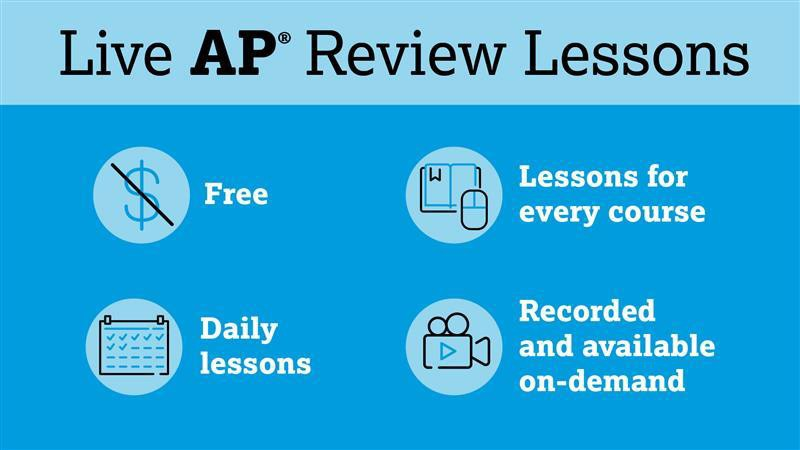 Live AP® Review Lessons
Free
Lessons for
every course
Daily
lessons
Recorded
and available
on-demand